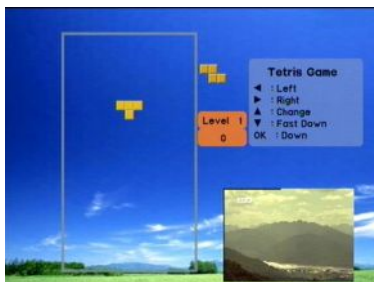 Tetris Game
◀ : Left
▶ : Right
▲ : Change
▼ : Fast Down
OK : Down
Level 1
0